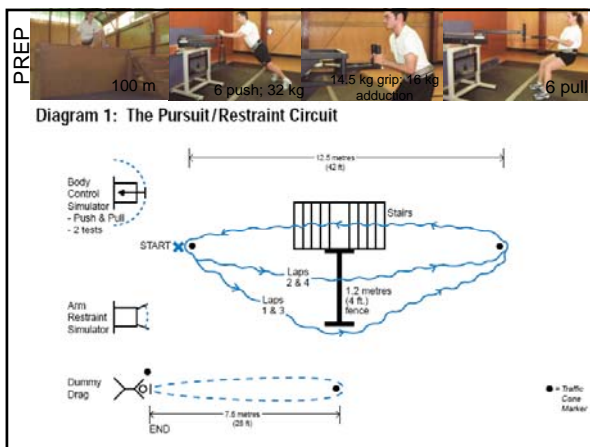 PREP
100 m
6 push; 32 kg
14.5 kg grip; 16 kg
adduction
6 pull
Diagram 1: The Pursuit/Restraint Circuit
12.5 metres
(42 ft)
Body
Control
Simulator
- Push & Pull
- 2 tests
Stairs
START
Laps
2 & 4
Laps
1 & 3
1.2 metres
(4 ft.)
fence
Arm
Restraint
Simulator
Dummy
Drag
7.6 metres
(25 ft)
END
= Traffic
Cone
Marker